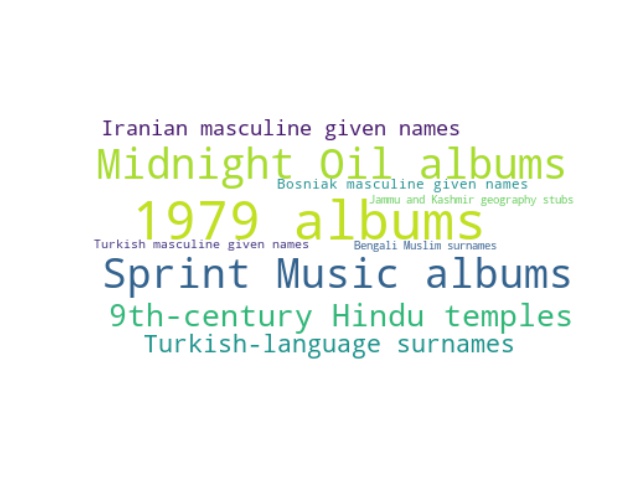 Iranian masculine given names
Midnight Oil albums
Bosniak masculine given names
Jammu and Kashmir geography stubs
1979 albums
Turkish masculine given names
Bengali Muslim surnames
Sprint Music albums
9th-century Hindu temples
Turkish-language surnames